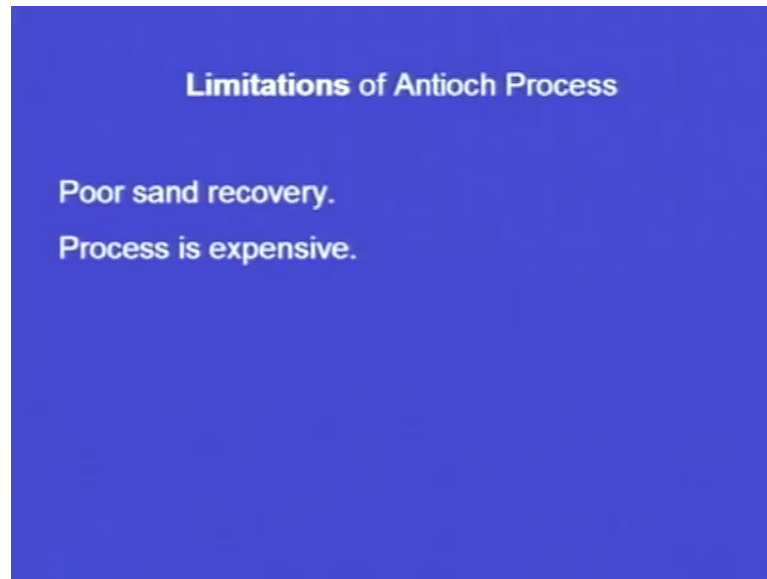 Limitations of Antioch Process
Poor sand recovery.
Process is expensive.